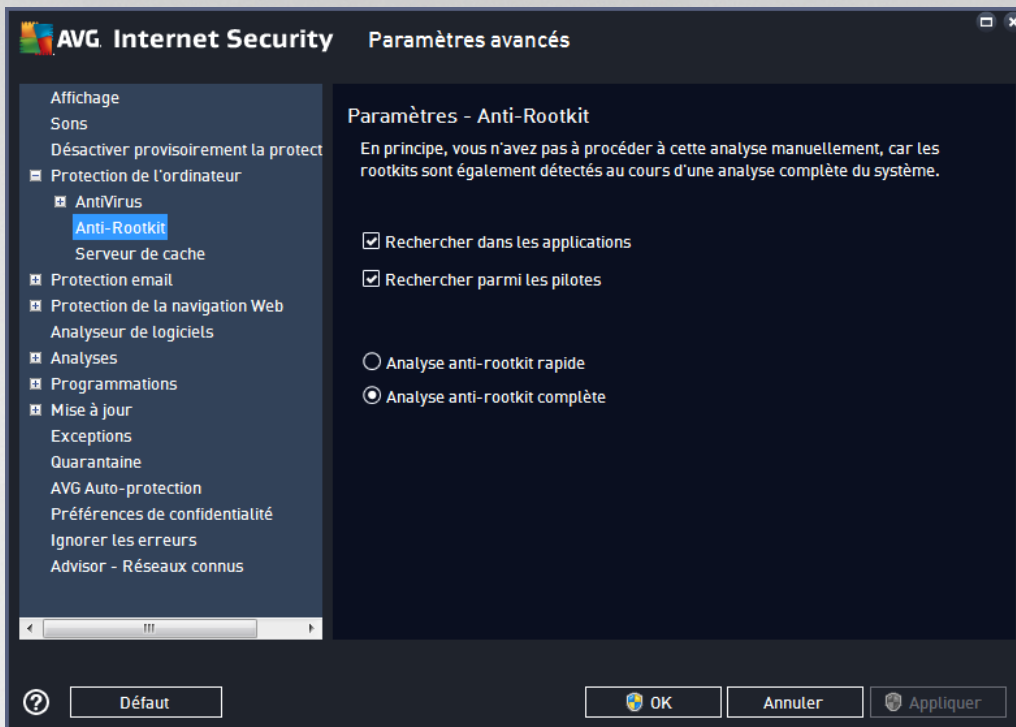 AVG. Internet Security Paramètres avancés
Affichage
Sons
Désactiver provisoirement la protect
Protection de l'ordinateur
AntiVirus
Anti-Rootkit
Serveur de cache
Protection email
Protection de la navigation Web
Analyseur de logiciels
Analyses
Programmations
Mise à jour
Exceptions
Quarantaine
AVG Auto-protection
Préférences de confidentialité
Ignorer les erreurs
Advisor - Réseaux connus
Paramètres - Anti-Rootkit
En principe, vous n'avez pas à procéder à cette analyse manuellement, car les
rootkits sont également détectés au cours d'une analyse complète du système.
Rechercher dans les applications
Rechercher parmi les pilotes
Analyse anti-rootkit rapide
Analyse anti-rootkit complète
Défaut
OK
Annuler
Appliquer